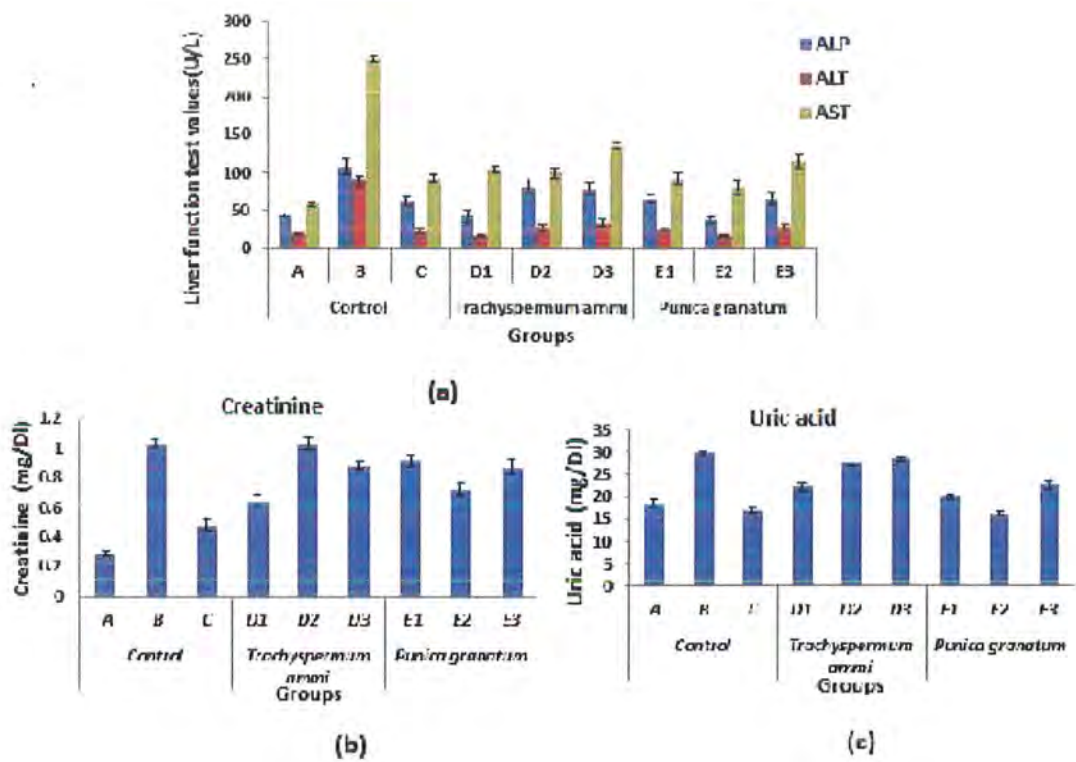 300
250
200
150
100
50
0
Liver function test values(U/L)
ALP
ALT
AST
A B C D1 D2 D3 E1 E2 E3
Control Trachyspermum ammi Punica granatum
Groups
(a)
Creatinine
1.2
1
0.8
0.6
0.4
0.2
0
Creatinine (mg/Dl)
A B C D1 D2 D3 E1 E2 E3
Control Trachyspermum ammi Punica granatum
Groups
(b)
Uric acid
35
30
25
20
15
10
5
0
Uric acid (mg/Dl)
A B C D1 D2 D3 E1 E2 E3
Control Trachyspermum ammi Punica granatum
Groups
(c)